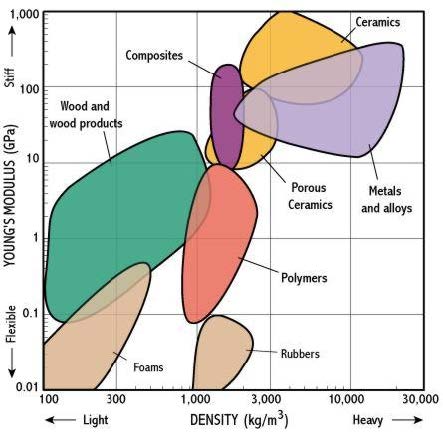 1,000
Ceramics
Composites
Stiff
100
Wood and
wood products
YOUNG'S MODULUS (GPa)
10
Porous
Ceramics
Metals
and alloys
1
Polymers
Flexible
0.1
Foams
Rubbers
0.01
100
300
1,000
3,000
10,000
30,000
Light
DENSITY (kg/m³)
Heavy